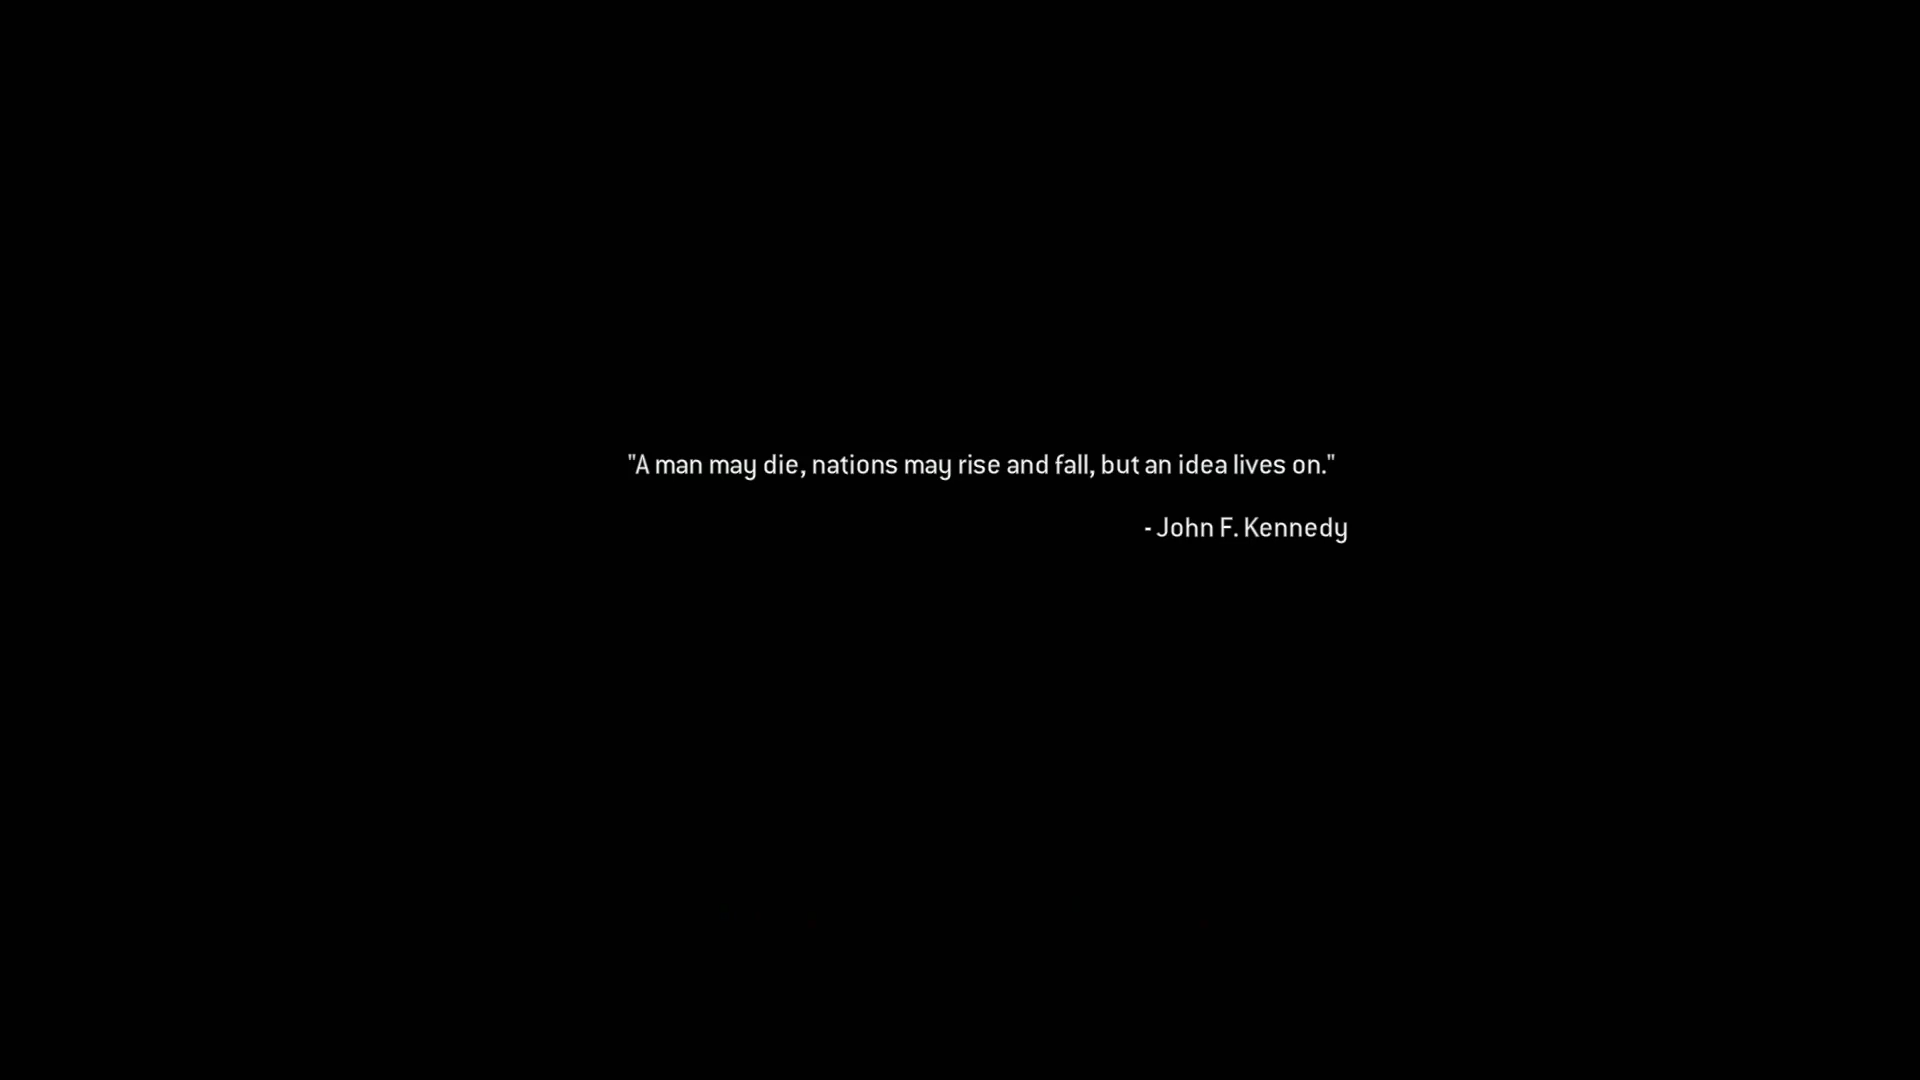 "A man may die, nations may rise and fall, but an idea lives on."
- John F. Kennedy